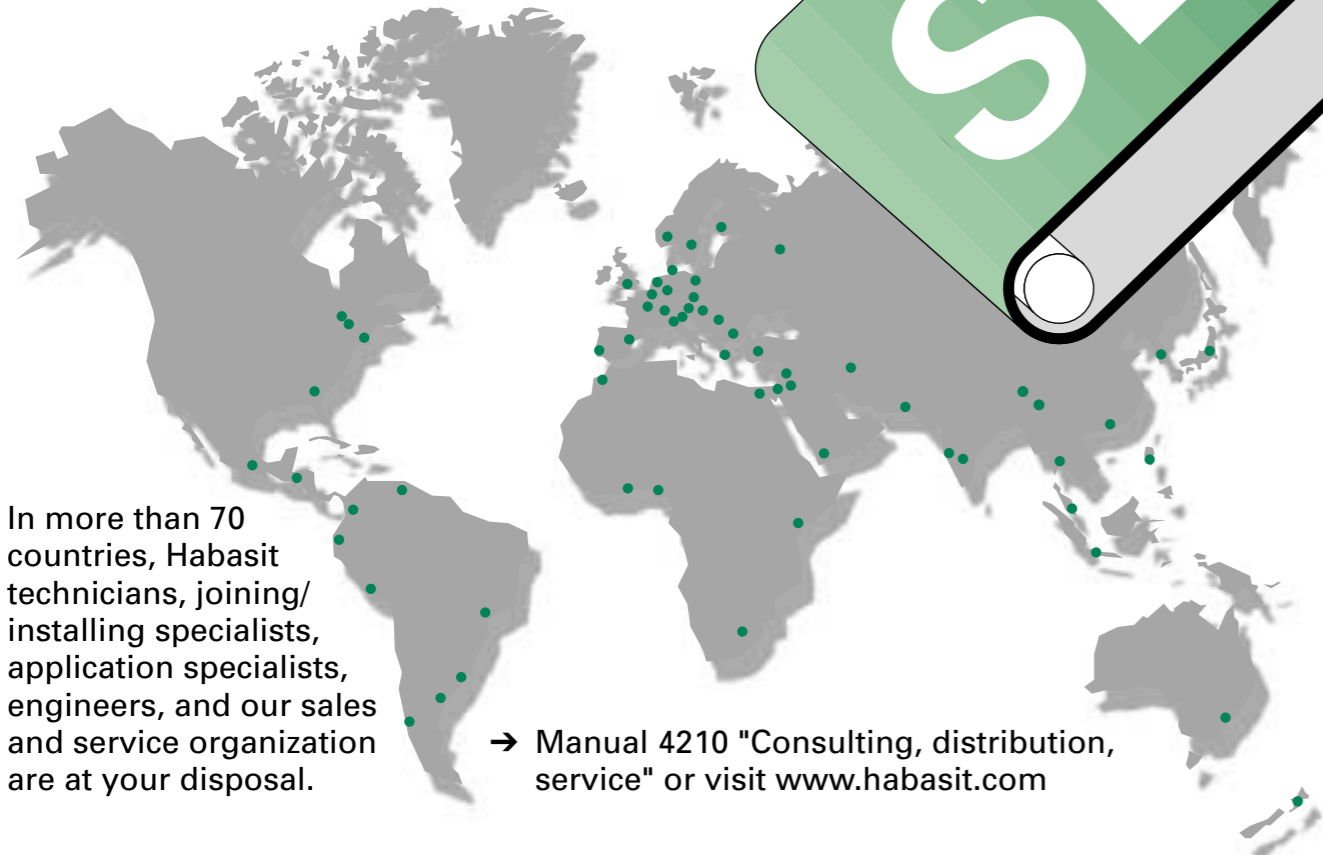 In more than 70
countries, Habasit
technicians, joining/
installing specialists,
application specialists,
engineers, and our sales
and service organization
are at your disposal.
➔ Manual 4210 "Consulting, distribution,
service" or visit www.habasit.com